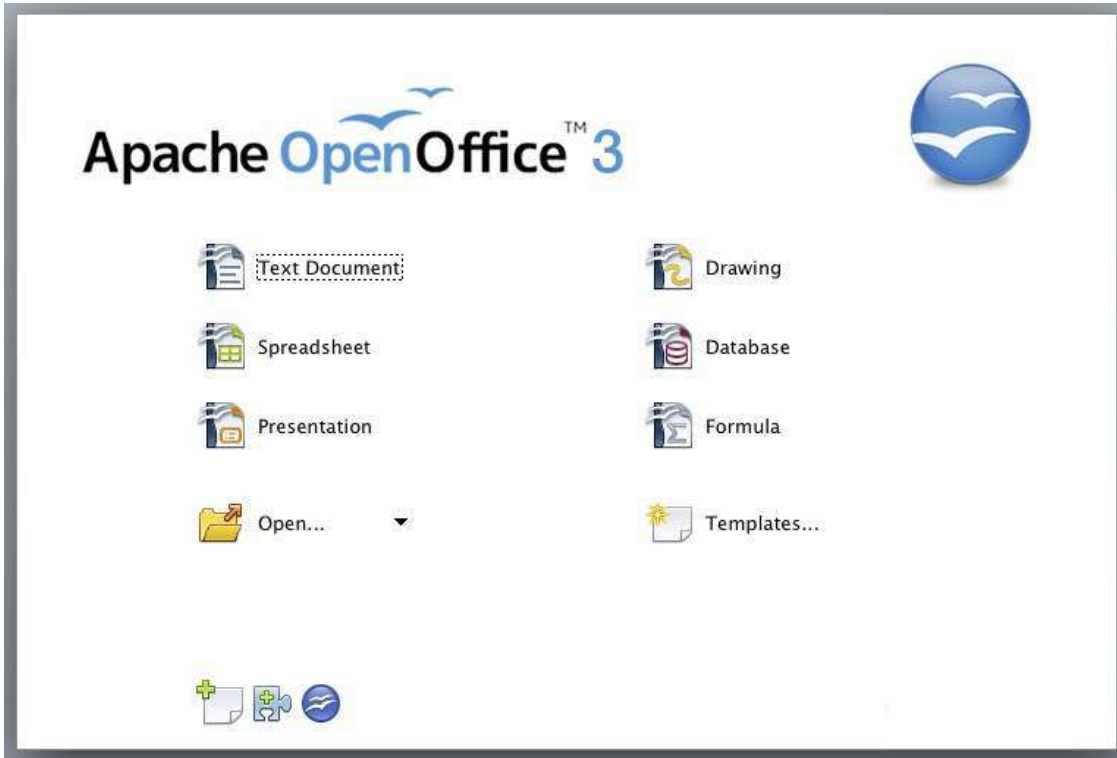 Apache OpenOffice™ 3
Text Document
Drawing
Spreadsheet
Database
Presentation
Formula
Open...
Templates...